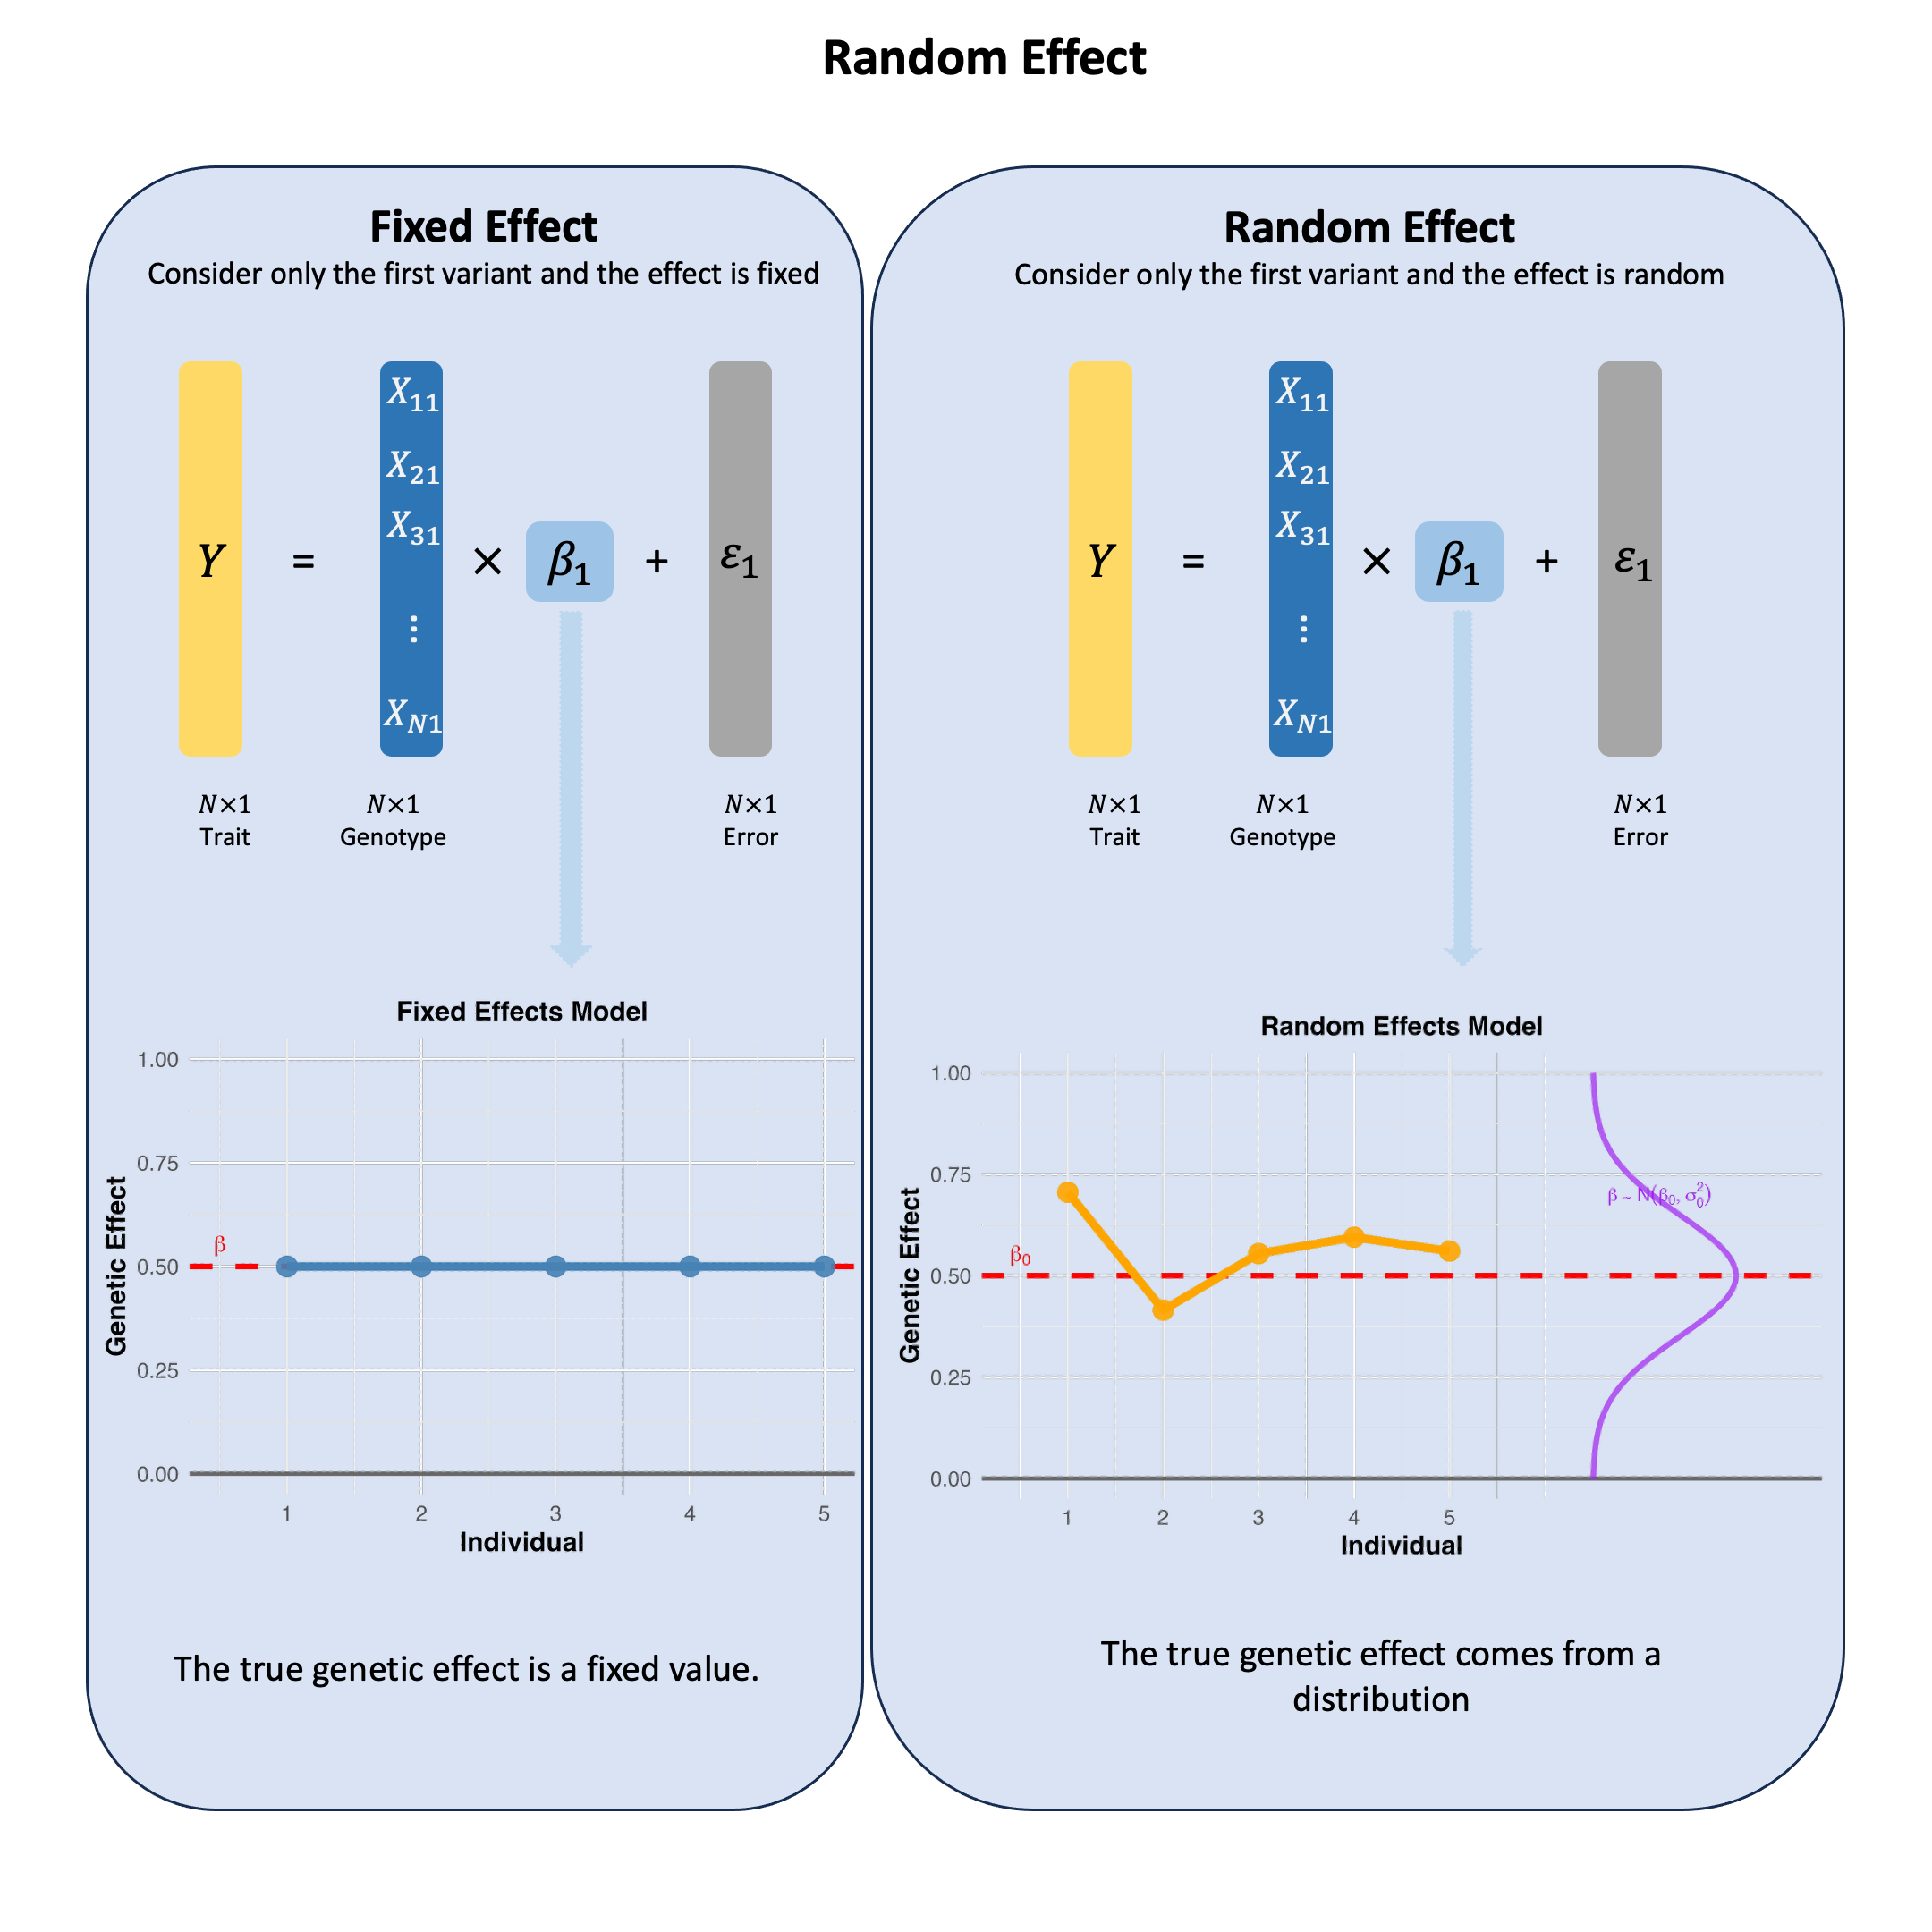 Random Effect
Fixed Effect
Consider only the first variant and the effect is fixed
Y = X₁₁ X₂₁ X₃₁ ⋮ X_N1 × β₁ + ε₁
N×1
Trait
N×1
Genotype
N×1
Error
Fixed Effects Model
Genetic Effect
1.00
0.75
0.50
0.25
0.00
β
1 2 3 4 5
Individual
The true genetic effect is a fixed value.
Random Effect
Consider only the first variant and the effect is random
Y = X₁₁ X₂₁ X₃₁ ⋮ X_N1 × β₁ + ε₁
N×1
Trait
N×1
Genotype
N×1
Error
Random Effects Model
Genetic Effect
1.00
0.75
0.50
0.25
0.00
β₀
β ~ N(β₀, σ₀²)
1 2 3 4 5
Individual
The true genetic effect comes from a
distribution